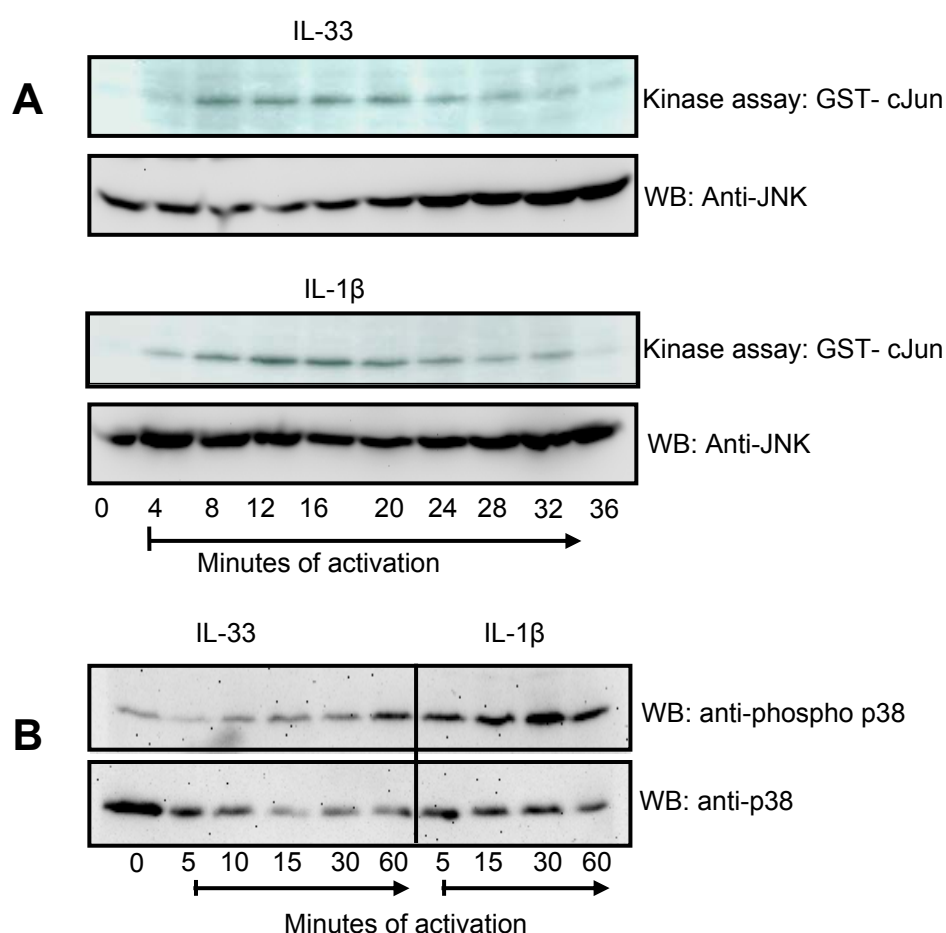 A
IL-33
Kinase assay: GST- cJun
WB: Anti-JNK
IL-1β
Kinase assay: GST- cJun
WB: Anti-JNK
0 4 8 12 16 20 24 28 32 36
Minutes of activation
B
IL-33 IL-1β
WB: anti-phospho p38
WB: anti-p38
0 5 10 15 30 60 5 15 30 60
Minutes of activation